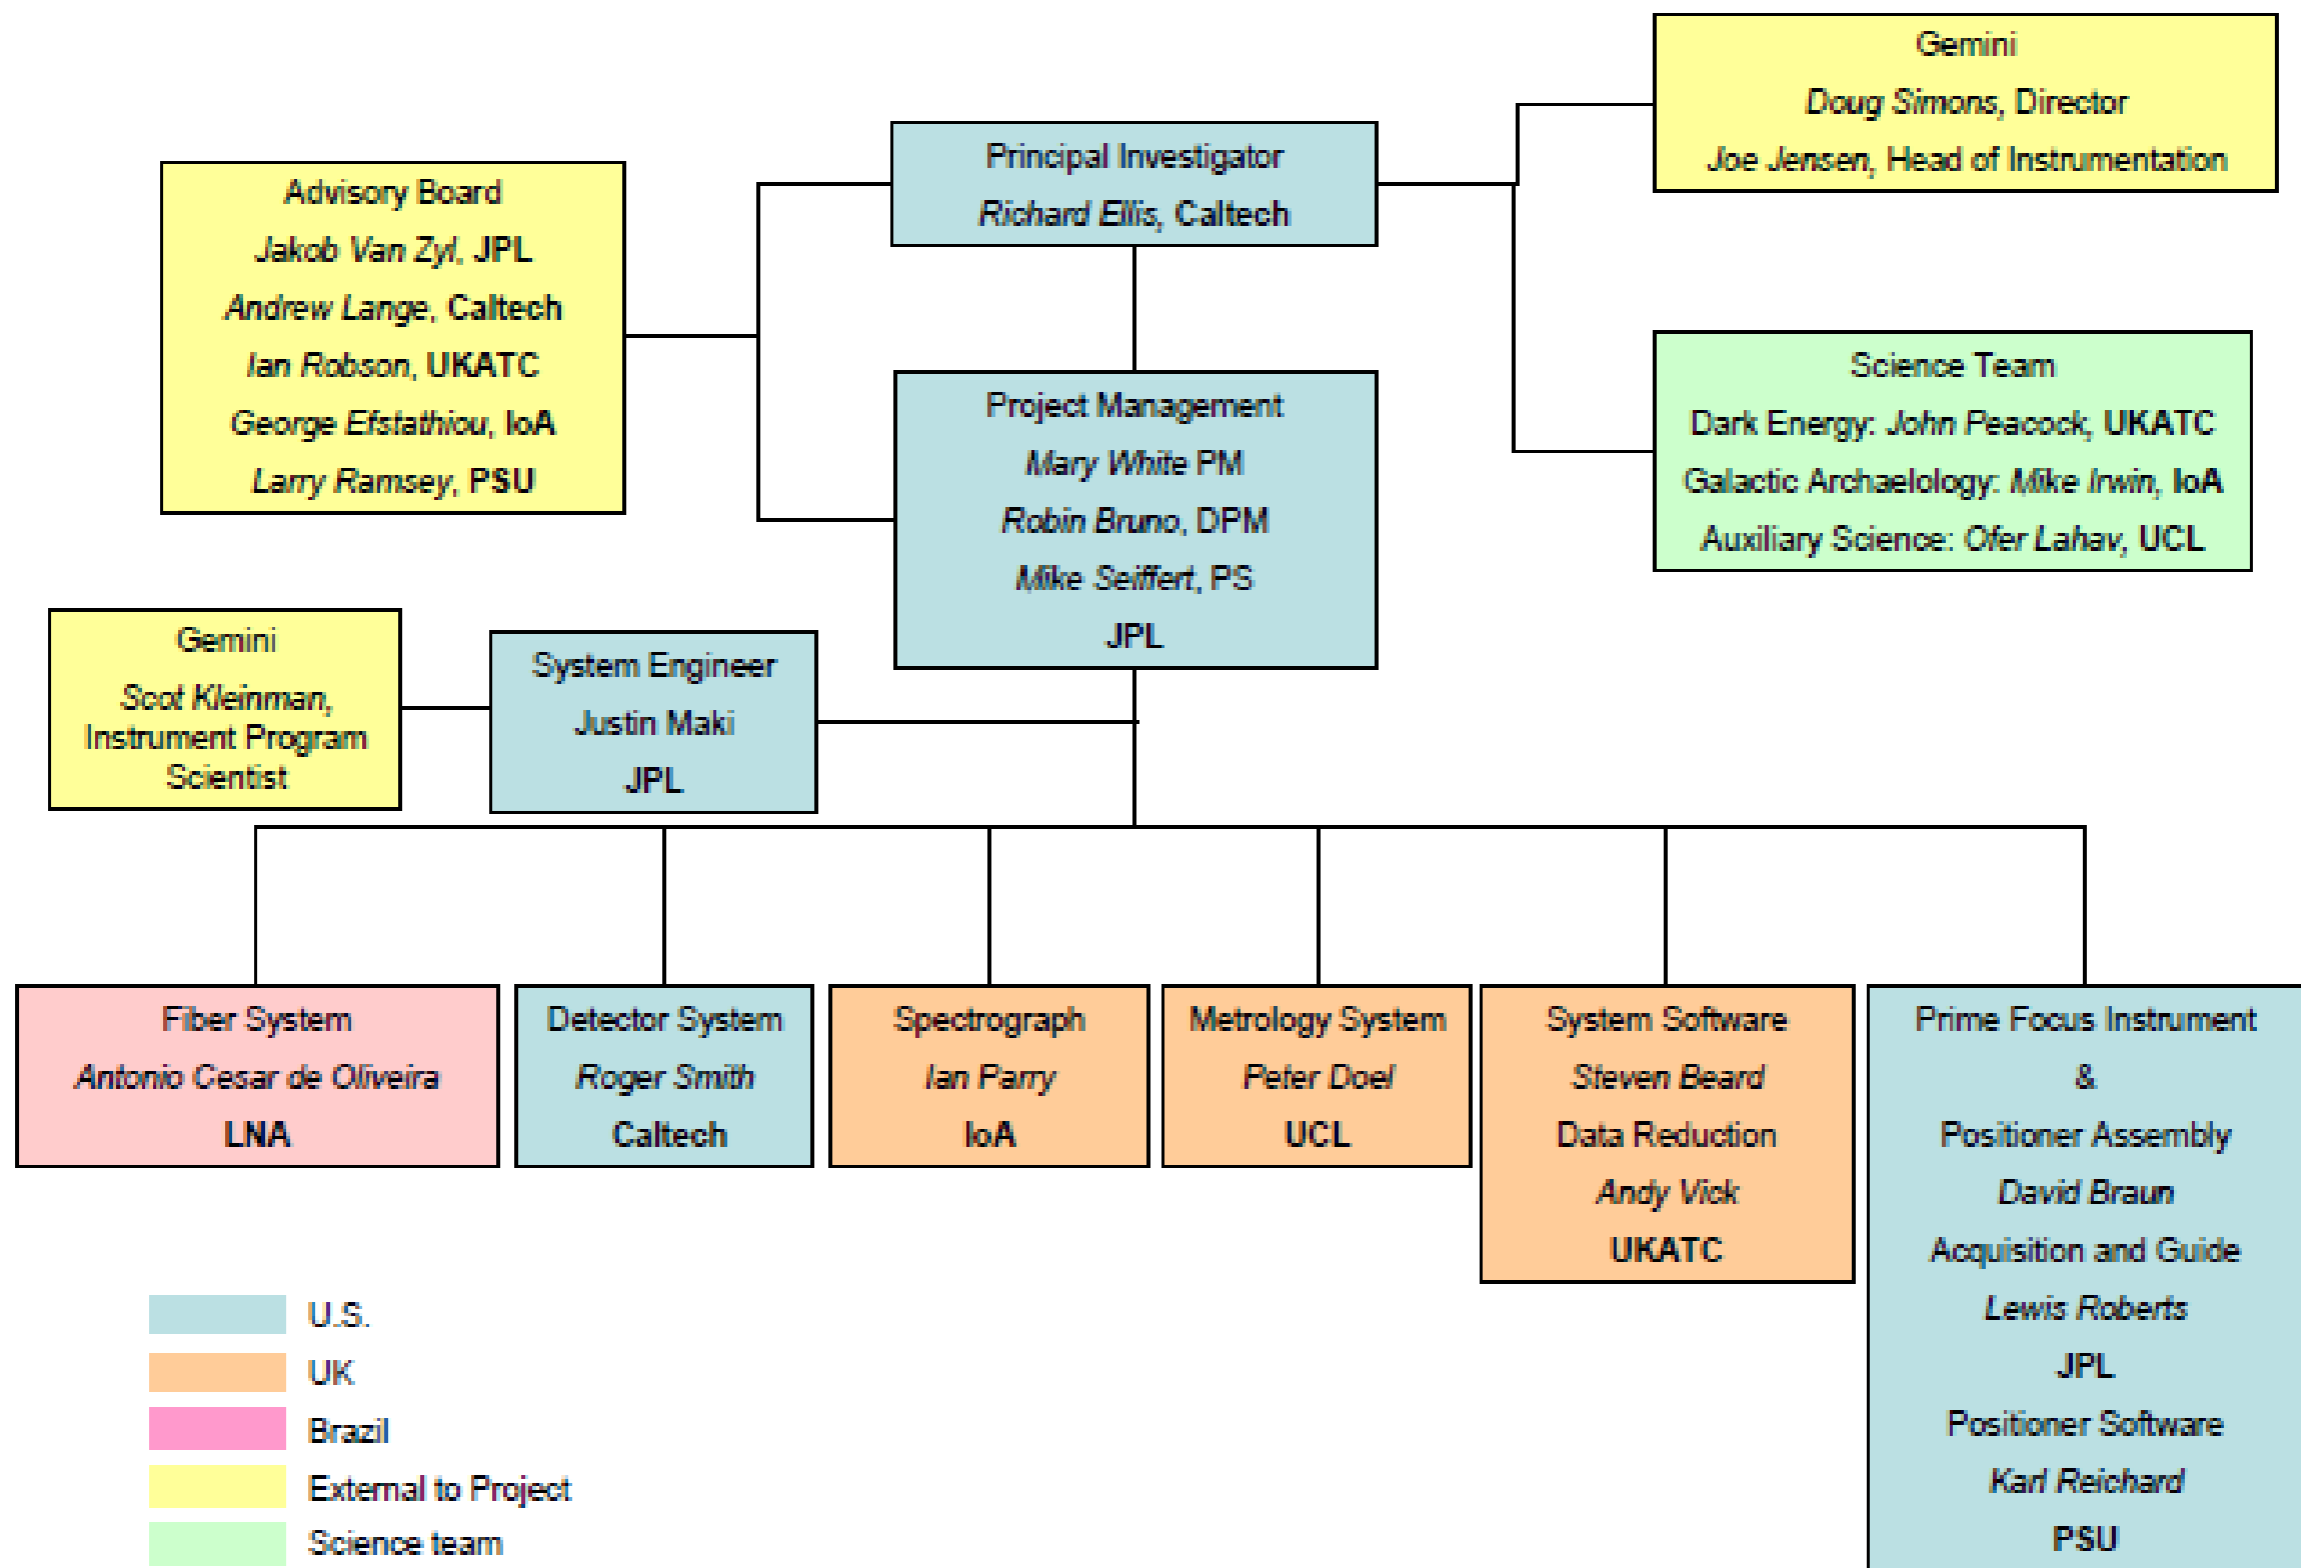 Gemini
Doug Simons, Director
Joe Jensen, Head of Instrumentation
Principal Investigator
Richard Ellis, Caltech
Advisory Board
Jakob Van Zyl, JPL
Andrew Lange, Caltech
Ian Robson, UKATC
George Efstathiou, IoA
Larry Ramsey, PSU
Science Team
Dark Energy: John Peacock, UKATC
Galactic Archaelology: Mike Irwin, IoA
Auxiliary Science: Ofer Lahav, UCL
Project Management
Mary White PM
Robin Bruno, DPM
Mike Seiffert, PS
JPL
Gemini
Scot Kleinman,
Instrument Program
Scientist
System Engineer
Justin Maki
JPL
Fiber System
Antonio Cesar de Oliveira
LNA
Detector System
Roger Smith
Caltech
Spectrograph
Ian Parry
IoA
Metrology System
Peter Doel
UCL
System Software
Steven Beard
Data Reduction
Andy Vick
UKATC
Prime Focus Instrument
&
Positioner Assembly
David Braun
Acquisition and Guide
Lewis Roberts
JPL
Positioner Software
Karl Reichard
PSU
U.S.
UK
Brazil
External to Project
Science team